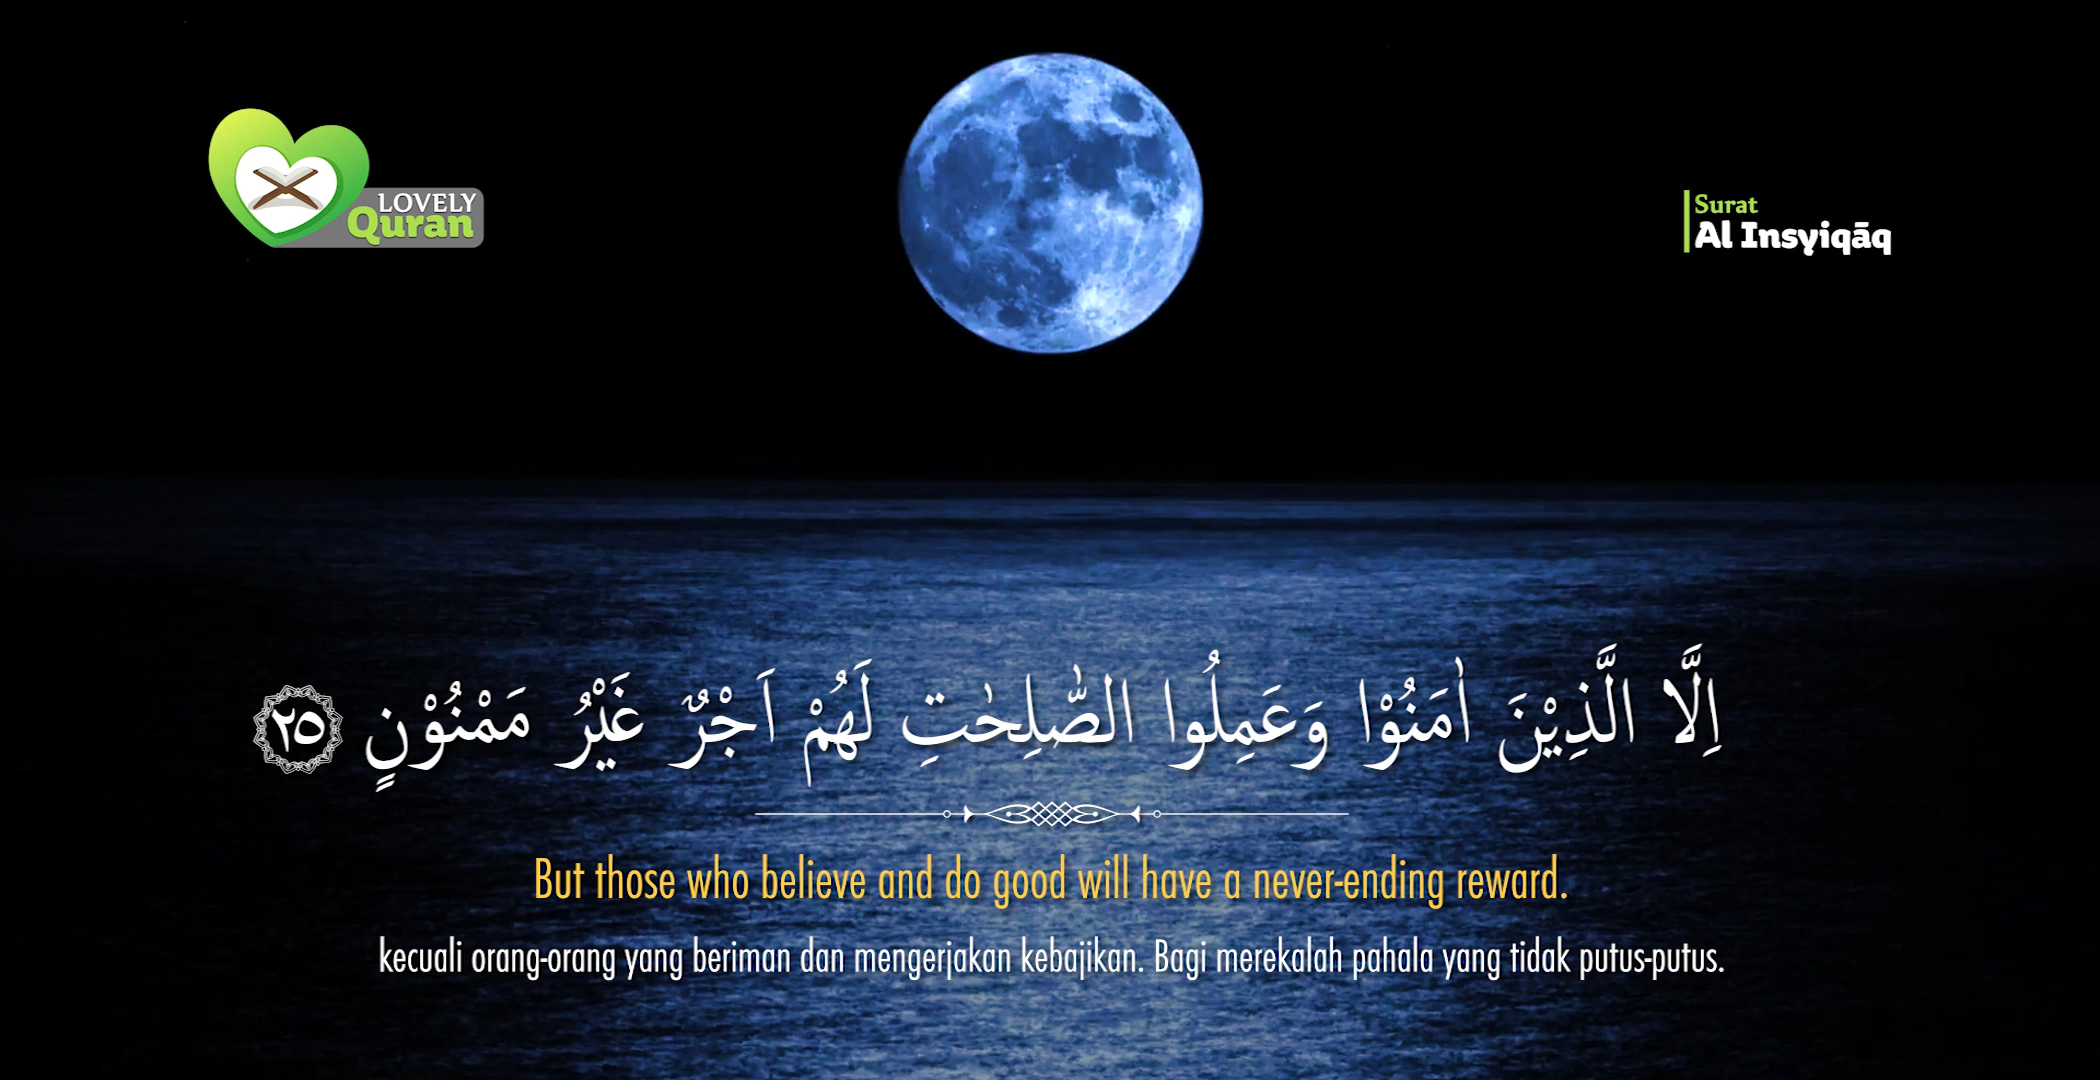 LOVELY
Quran
Surat
Al Insyiqāq
اِلَّا الَّذِيْنَ اٰمَنُوْا وَعَمِلُوا الصّٰلِحٰتِ لَهُمْ اَجْرٌ غَيْرُ مَمْنُوْنٍ ٢٥
But those who believe and do good will have a never-ending reward.
kecuali orang-orang yang beriman dan mengerjakan kebajikan. Bagi merekalah pahala yang tidak putus-putus.